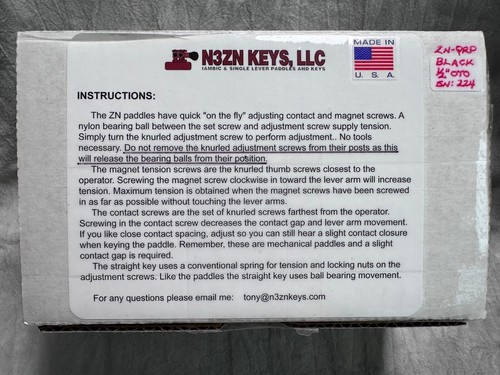 N3ZN KEYS, LLC
IAMBIC & SINGLE LEVER PADDLES AND KEYS
MADE IN
U. S. A.
ZN-QRP
BLACK
½" OTO
SN: 224
INSTRUCTIONS:
The ZN paddles have quick "on the fly" adjusting contact and magnet screws. A
nylon bearing ball between the set screw and adjustment screw supply tension.
Simply turn the knurled adjustment screw to perform adjustment.. No tools
necessary. Do not remove the knurled adjustment screws from their posts as this
will release the bearing balls from their position.
The magnet tension screws are the knurled thumb screws closest to the
operator. Screwing the magnet screw clockwise in toward the lever arm will increase
tension. Maximum tension is obtained when the magnet screws have been screwed
in as far as possible without touching the lever arms.
The contact screws are the set of knurled screws farthest from the operator.
Screwing in the contact screw decreases the contact gap and lever arm movement.
If you like close contact spacing, adjust so you can still hear a slight contact closure
when keying the paddle. Remember, these are mechanical paddles and a slight
contact gap is required.
The straight key uses a conventional spring for tension and locking nuts on the
adjustment screws. Like the paddles the straight key uses ball bearing movement.
For any questions please email me: tony@n3znkeys.com